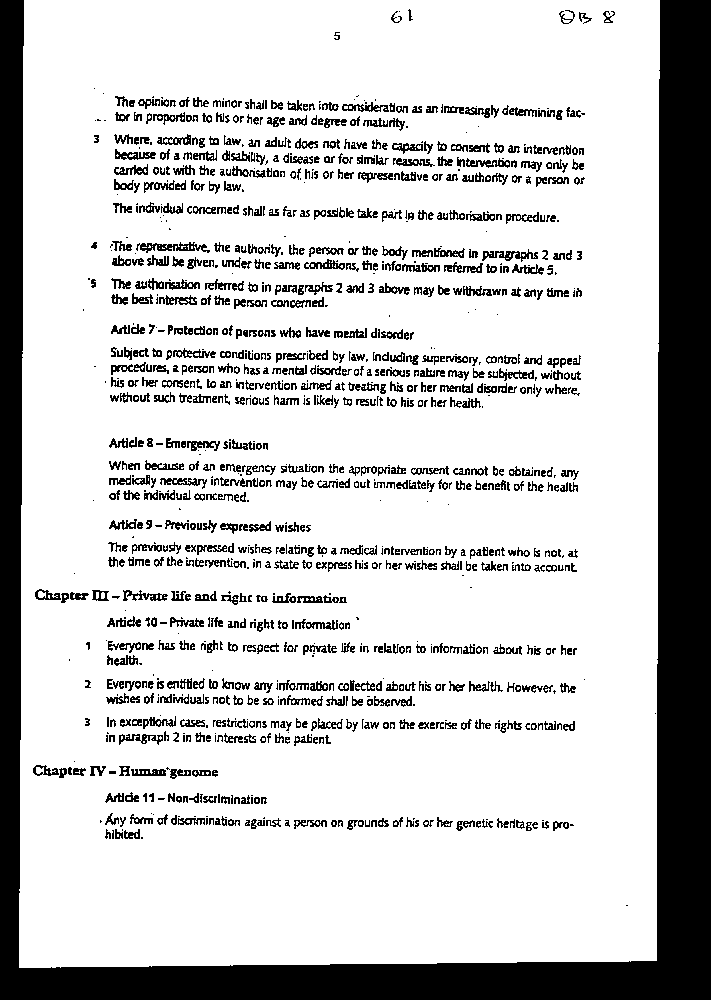 6L OB 8
5
The opinion of the minor shall be taken into consideration as an increasingly determining fac-
tor in proportion to his or her age and degree of maturity.
3 Where, according to law, an adult does not have the capacity to consent to an intervention
because of a mental disability, a disease or for similar reasons, the intervention may only be
carried out with the authorisation of his or her representative or an authority or a person or
body provided for by law.
The individual concerned shall as far as possible take part in the authorisation procedure.
4 The representative, the authority, the person or the body mentioned in paragraphs 2 and 3
above shall be given, under the same conditions, the information referred to in Article 5.
5 The authorisation referred to in paragraphs 2 and 3 above may be withdrawn at any time in
the best interests of the person concerned.
Article 7 – Protection of persons who have mental disorder
Subject to protective conditions prescribed by law, including supervisory, control and appeal
procedures, a person who has a mental disorder of a serious nature may be subjected, without
his or her consent, to an intervention aimed at treating his or her mental disorder only where,
without such treatment, serious harm is likely to result to his or her health.
Article 8 – Emergency situation
When because of an emergency situation the appropriate consent cannot be obtained, any
medically necessary intervention may be carried out immediately for the benefit of the health
of the individual concerned.
Article 9 – Previously expressed wishes
The previously expressed wishes relating to a medical intervention by a patient who is not, at
the time of the intervention, in a state to express his or her wishes shall be taken into account.
Chapter III – Private life and right to information
Article 10 – Private life and right to information
1 Everyone has the right to respect for private life in relation to information about his or her
health.
2 Everyone is entitled to know any information collected about his or her health. However, the
wishes of individuals not to be so informed shall be observed.
3 In exceptional cases, restrictions may be placed by law on the exercise of the rights contained
in paragraph 2 in the interests of the patient.
Chapter IV – Human genome
Article 11 – Non-discrimination
Any form of discrimination against a person on grounds of his or her genetic heritage is pro-
hibited.